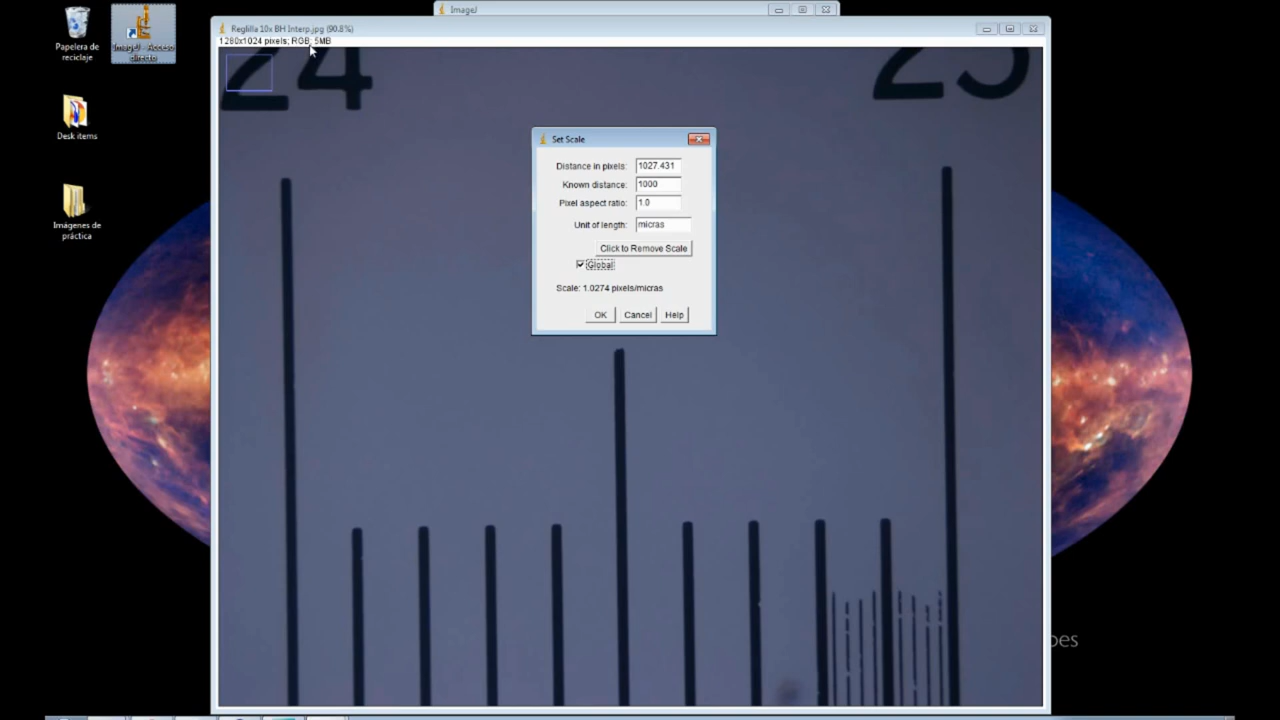 ImageJ
Reglilla 10x BH Interp.jpg (90.8%)
1280x1024 pixels; RGB; 5MB
Papelera de
reciclaje
ImageJ - Acceso
directo
Desk items
Imágenes de
práctica
24
25
Set Scale
Distance in pixels: 1027.431
Known distance: 1000
Pixel aspect ratio: 1.0
Unit of length: micras
Click to Remove Scale
Global
Scale: 1.0274 pixels/micras
OK Cancel Help